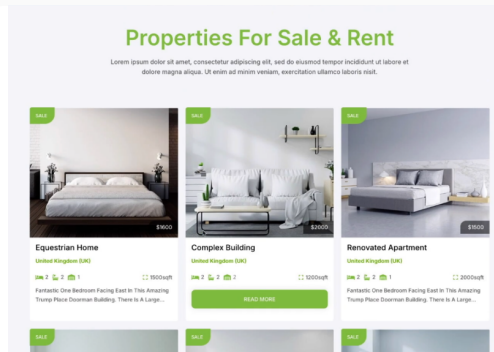 Properties For Sale & Rent
Lorem ipsum dolor sit amet, consectetur adipiscing elit, sed do eiusmod tempor incididunt ut labore et
dolore magna aliqua. Ut enim ad minim veniam, exercitation ullamco laboris nisit.
SALE
$1600
Equestrian Home
United Kingdom (UK)
2 2 1 1500sqft
Fantastic One Bedroom Facing East In This Amazing
Trump Place Doorman Building. There Is A Large...
SALE
$2000
Complex Building
United Kingdom (UK)
2 2 2 1200sqft
READ MORE
SALE
$1500
Renovated Apartment
United Kingdom (UK)
2 2 1 2000sqft
Fantastic One Bedroom Facing East In This Amazing
Trump Place Doorman Building. There Is A Large...
SALE
SALE
SALE